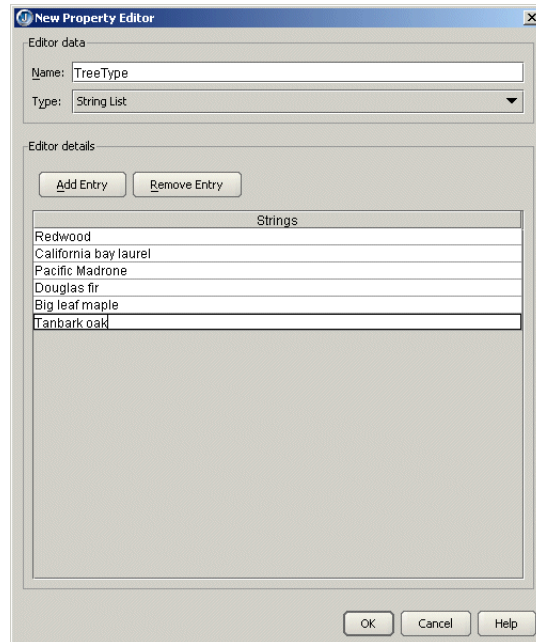 New Property Editor
Editor data
Name: TreeType
Type: String List
Editor details
Add Entry Remove Entry
Strings
Redwood
California bay laurel
Pacific Madrone
Douglas fir
Big leaf maple
Tanbark oak
OK Cancel Help